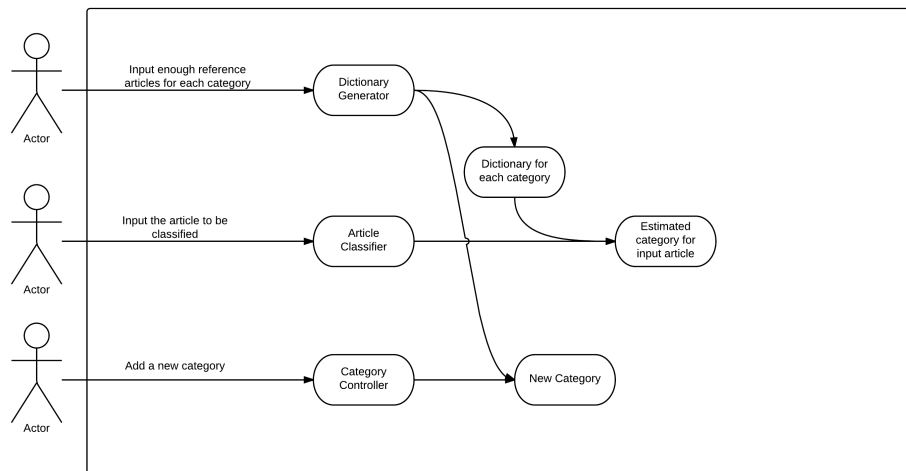 Input enough reference
articles for each category
Dictionary
Generator
Actor
Dictionary for
each category
Input the article to be
classified
Article
Classifier
Estimated
category for
input article
Actor
Add a new category
Category
Controller
New Category
Actor